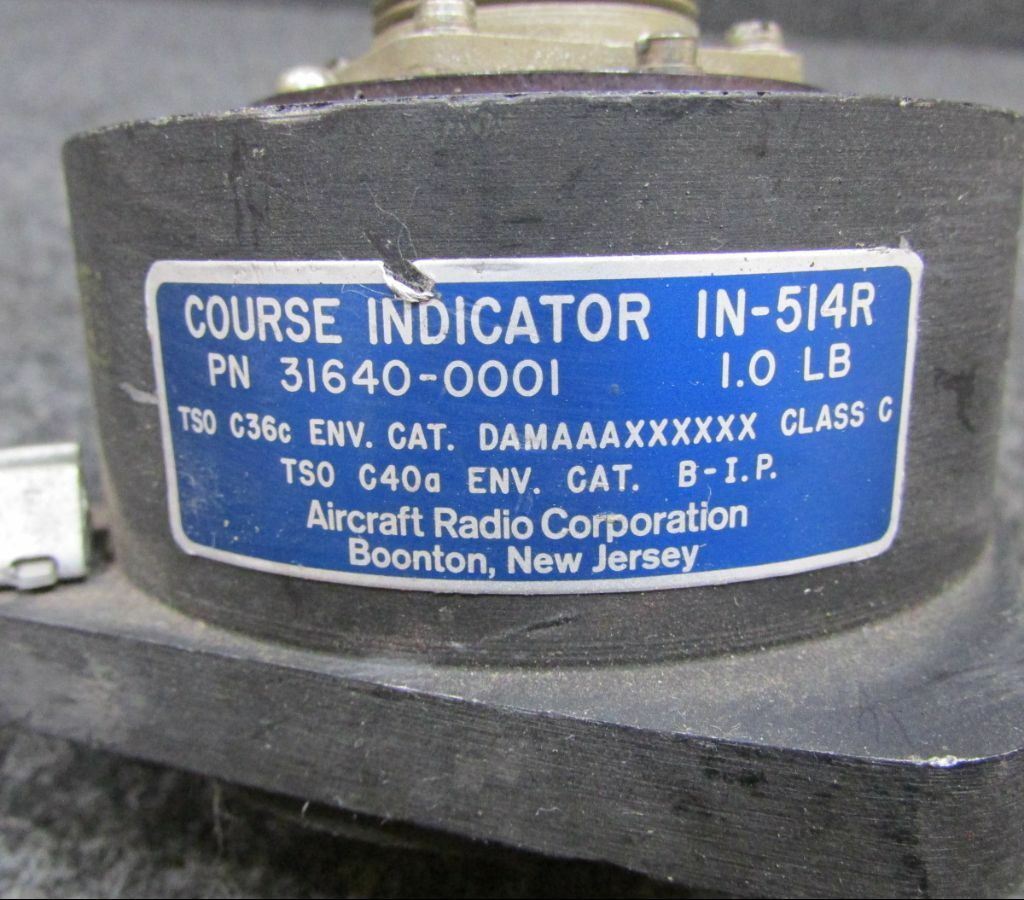 COURSE INDICATOR IN-514R
PN 31640-0001 1.0 LB
TSO C36c ENV. CAT. DAMAAAXXXXXX CLASS C
TSO C40a ENV. CAT. B-I.P.
Aircraft Radio Corporation
Boonton, New Jersey